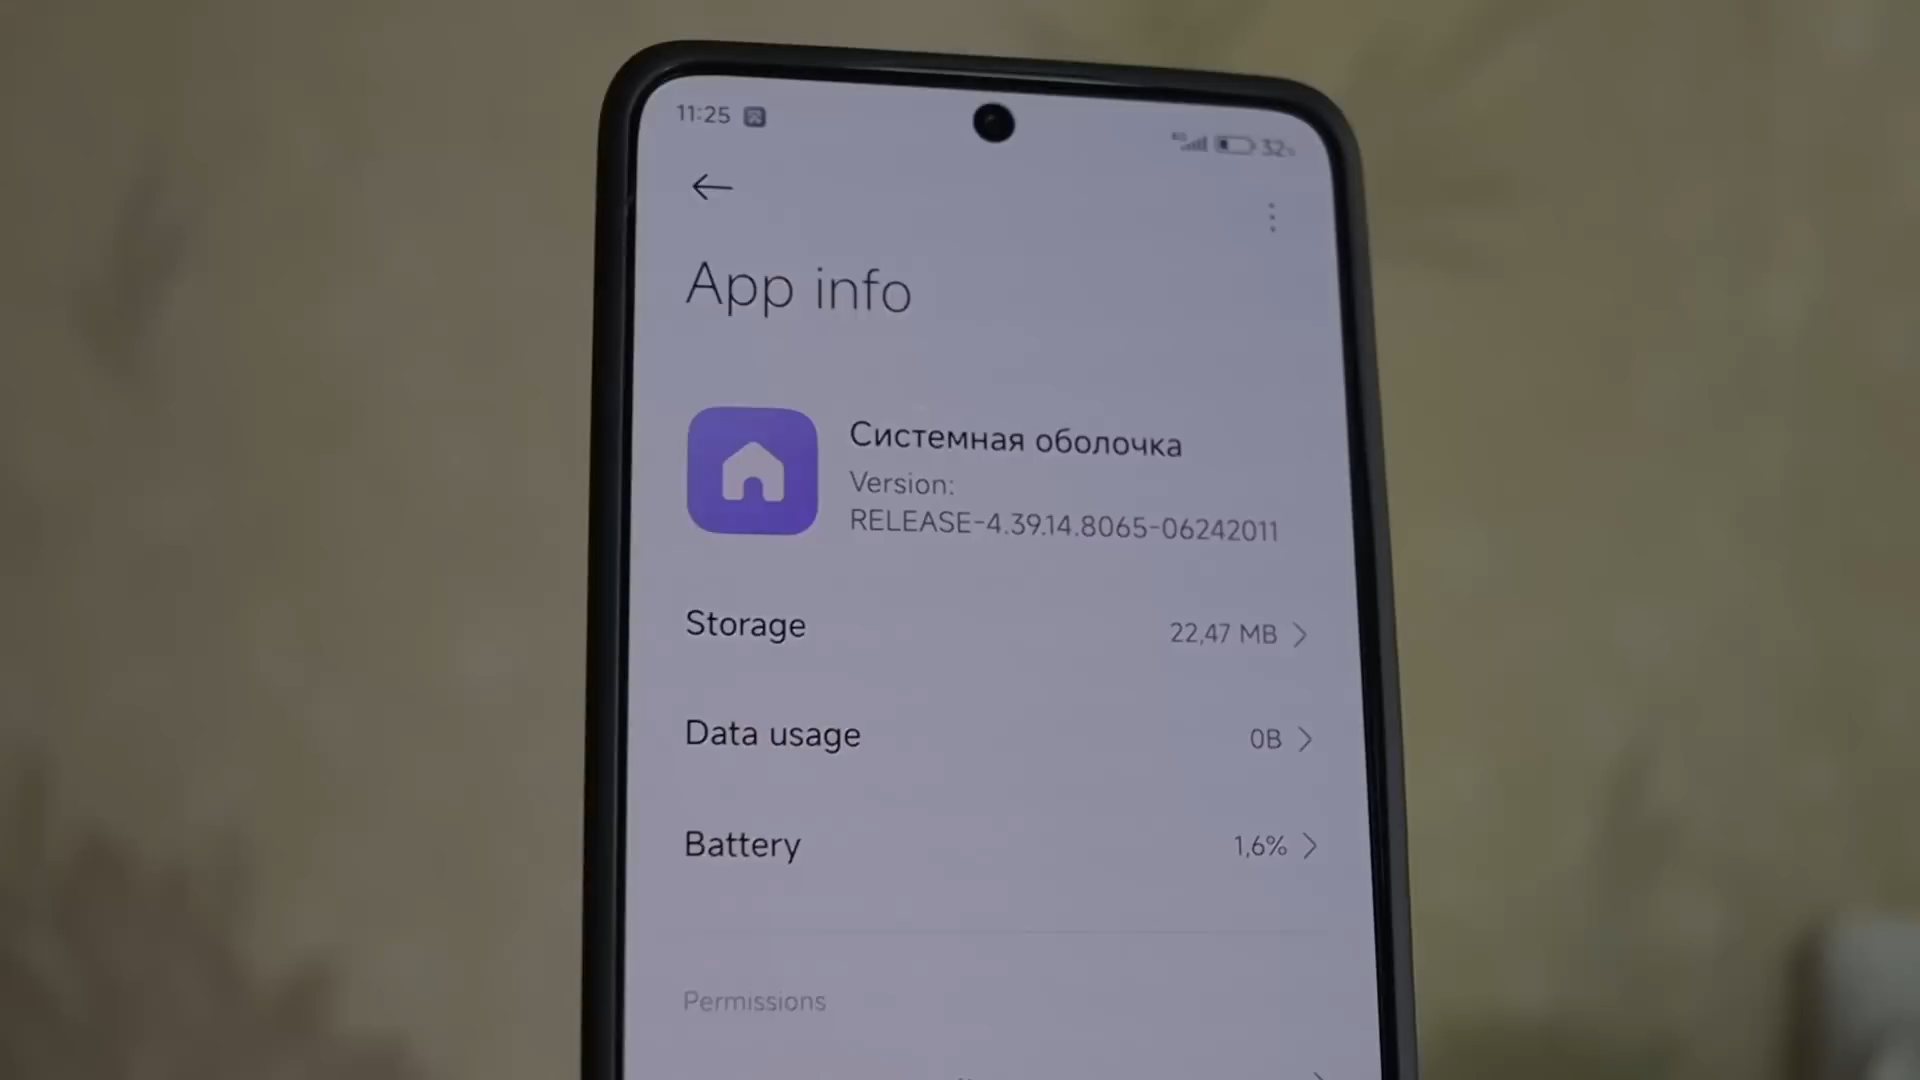 11:25
32%
App info
Системная оболочка
Version:
RELEASE-4.39.14.8065-06242011
Storage
22,47 MB
Data usage
0B
Battery
1,6%
Permissions